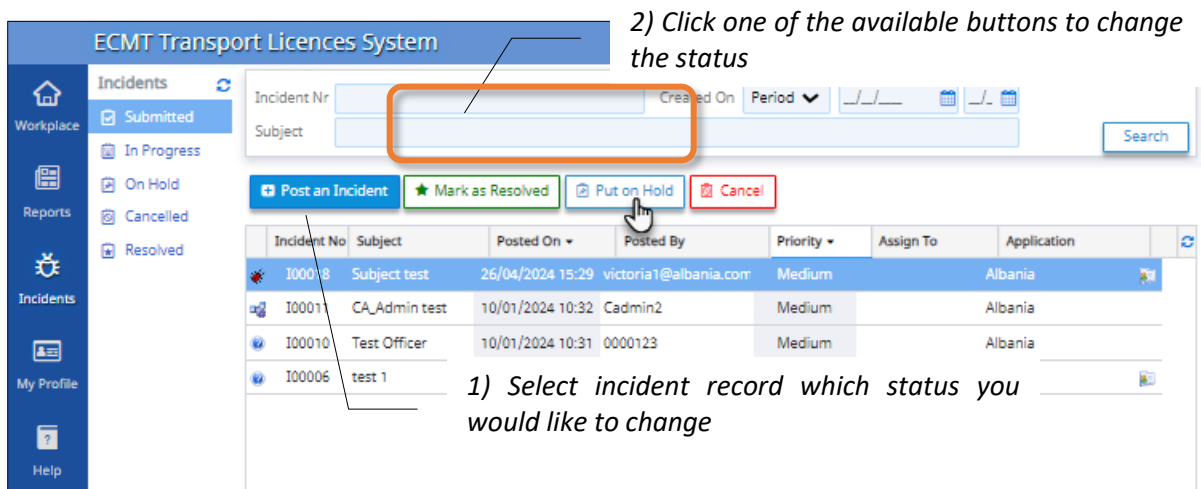 2) Click one of the available buttons to change
the status
ECMT Transport Licences System
Workplace
Reports
Incidents
My Profile
Help
Incidents
Submitted
In Progress
On Hold
Cancelled
Resolved
Incident Nr Created On Period __/__/____ __/_
Subject
Search
Post an Incident Mark as Resolved Put on Hold Cancel
Incident No Subject Posted On Posted By Priority Assign To Application
I00018 Subject test 26/04/2024 15:29 victoria1@albania.com Medium Albania
I00011 CA_Admin test 10/01/2024 10:32 Cadmin2 Medium Albania
I00010 Test Officer 10/01/2024 10:31 0000123 Medium Albania
I00006 test 1
1) Select incident record which status you
would like to change